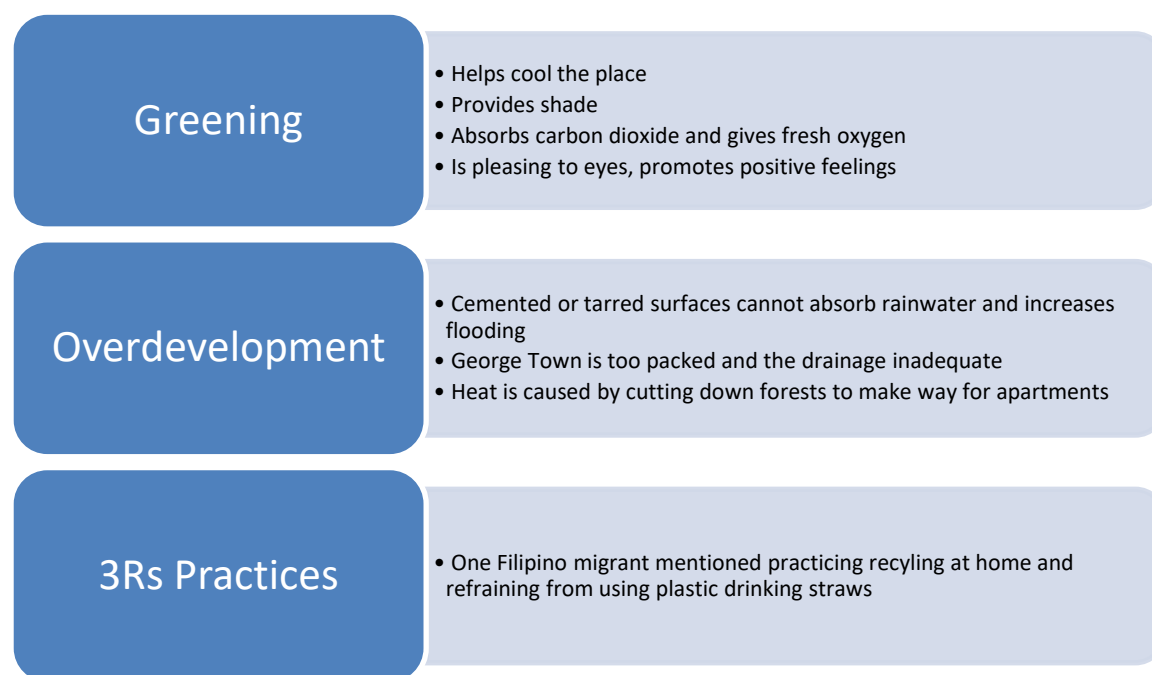 Greening
• Helps cool the place
• Provides shade
• Absorbs carbon dioxide and gives fresh oxygen
• Is pleasing to eyes, promotes positive feelings
Overdevelopment
• Cemented or tarred surfaces cannot absorb rainwater and increases
flooding
• George Town is too packed and the drainage inadequate
• Heat is caused by cutting down forests to make way for apartments
3Rs Practices
• One Filipino migrant mentioned practicing recyling at home and
refraining from using plastic drinking straws